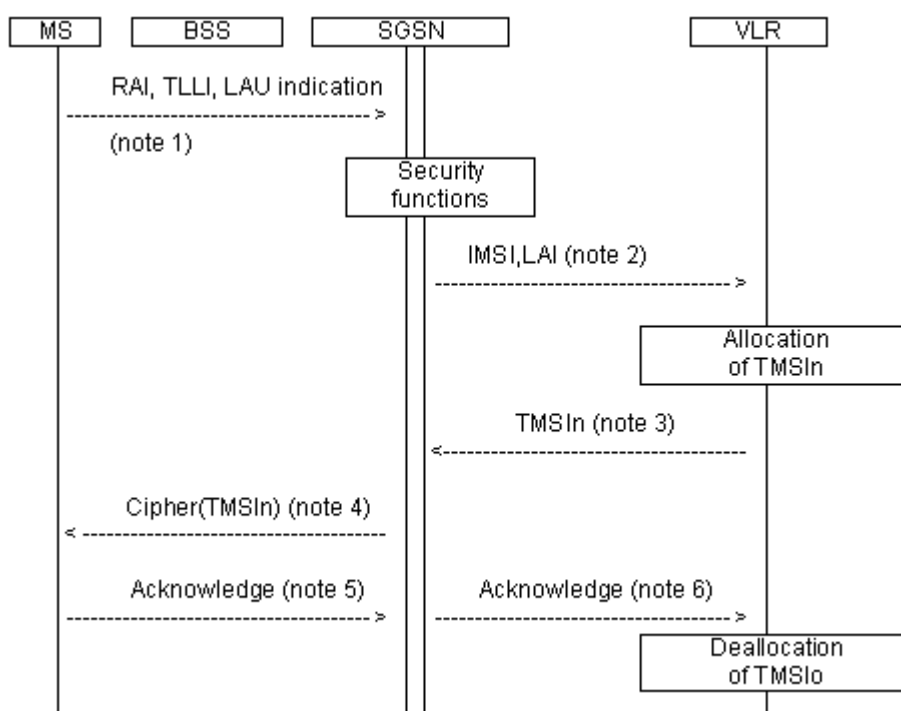 MS BSS SGSN VLR
RAI, TLLI, LAU indication
(note 1)
Security
functions
IMSI,LAI (note 2)
Allocation
of TMSIn
TMSIn (note 3)
Cipher(TMSIn) (note 4)
Acknowledge (note 5) Acknowledge (note 6)
Deallocation
of TMSIo